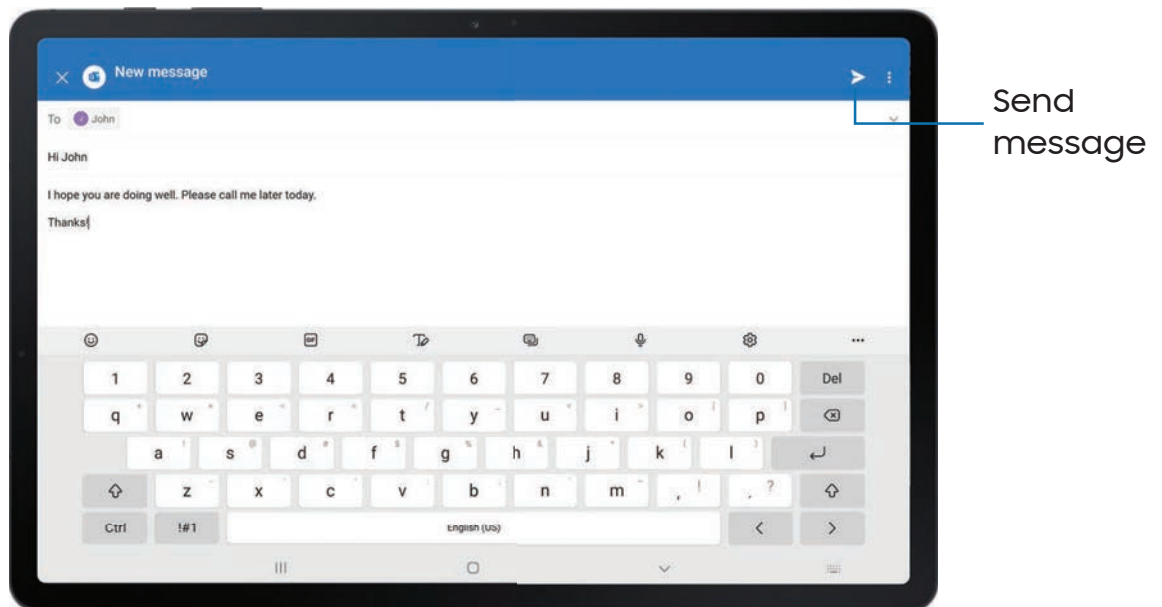 New message
Send
message
To John
Hi John
I hope you are doing well. Please call me later today.
Thanks!
GIF
1 2 3 4 5 6 7 8 9 0 Del
q w e r t y u i o p
a ! s @ d # f $ g % h & j * k ( l )
z x c v b n m , ! . ?
Ctrl !#1 English (US) < >